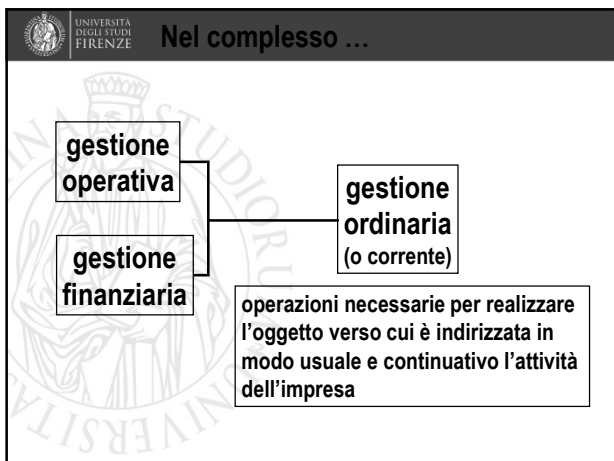 UNIVERSITÀ
DEGLI STUDI
FIRENZE
Nel complesso …
gestione
operativa
gestione
finanziaria
gestione
ordinaria
(o corrente)
operazioni necessarie per realizzare
l'oggetto verso cui è indirizzata in
modo usuale e continuativo l'attività
dell'impresa